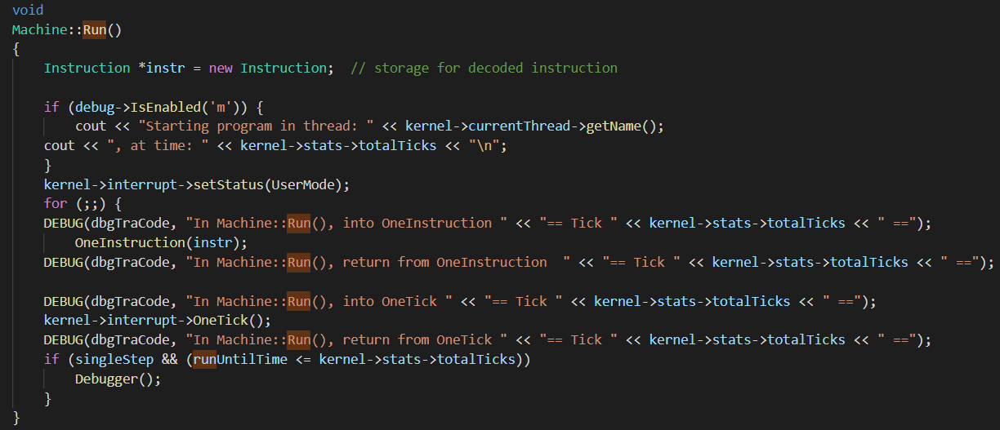 void
Machine::Run()
{
    Instruction *instr = new Instruction;  // storage for decoded instruction

    if (debug->IsEnabled('m')) {
        cout << "Starting program in thread: " << kernel->currentThread->getName();
    cout << ", at time: " << kernel->stats->totalTicks << "\n";
    }
    kernel->interrupt->setStatus(UserMode);
    for (;;) {
    DEBUG(dbgTraCode, "In Machine::Run(), into OneInstruction " << "== Tick " << kernel->stats->totalTicks << " ==");
        OneInstruction(instr);
    DEBUG(dbgTraCode, "In Machine::Run(), return from OneInstruction  " << "== Tick " << kernel->stats->totalTicks << " ==");

    DEBUG(dbgTraCode, "In Machine::Run(), into OneTick " << "== Tick " << kernel->stats->totalTicks << " ==");
    kernel->interrupt->OneTick();
    DEBUG(dbgTraCode, "In Machine::Run(), return from OneTick " << "== Tick " << kernel->stats->totalTicks << " ==");
    if (singleStep && (runUntilTime <= kernel->stats->totalTicks))
        Debugger();
    }
}